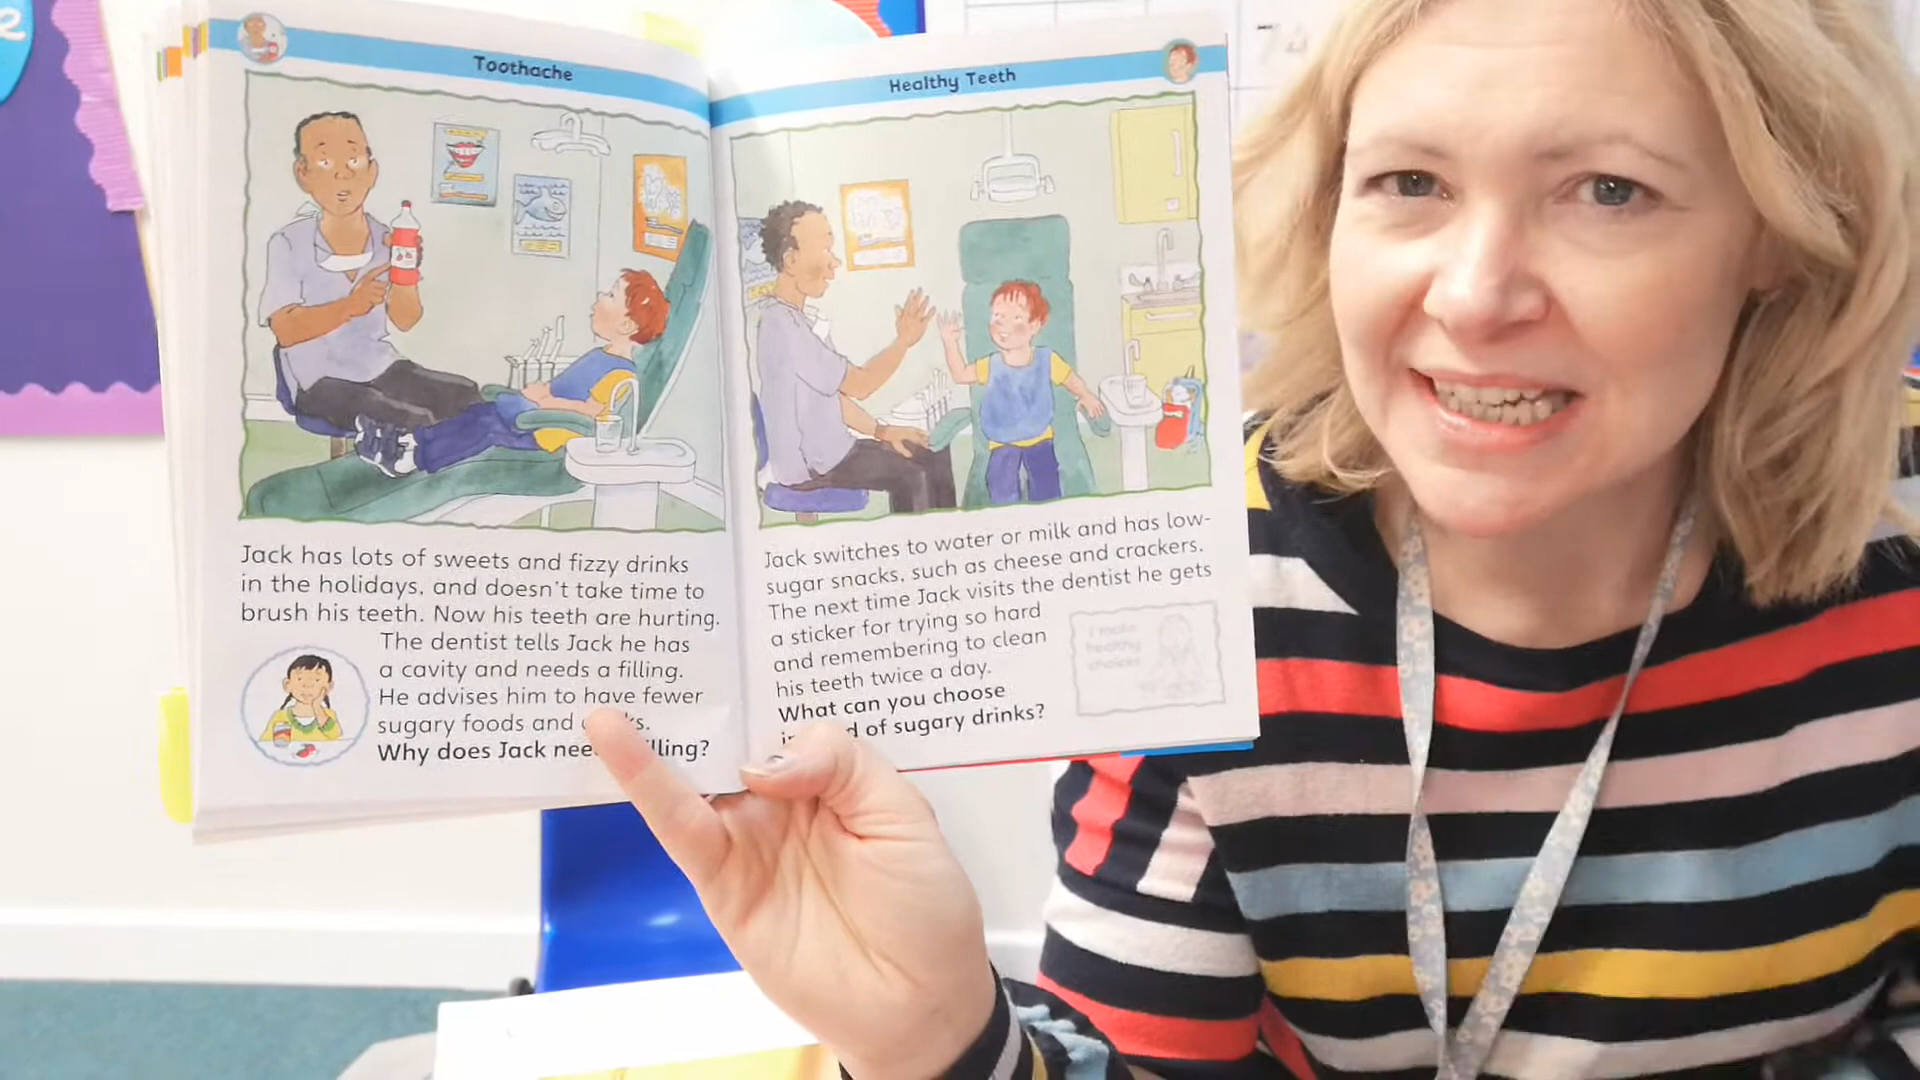 Toothache
Jack has lots of sweets and fizzy drinks
in the holidays, and doesn't take time to
brush his teeth. Now his teeth are hurting.
The dentist tells Jack he has
a cavity and needs a filling.
He advises him to have fewer
sugary foods and
Why does Jack
Healthy Teeth
Jack switches to water or milk and has low-
sugar snacks, such as cheese and crackers.
The next time Jack visits the dentist he gets
a sticker for trying so hard
and remembering to clean
his teeth twice a day.
What can you choose
of sugary drinks?
I make
healthy
choices